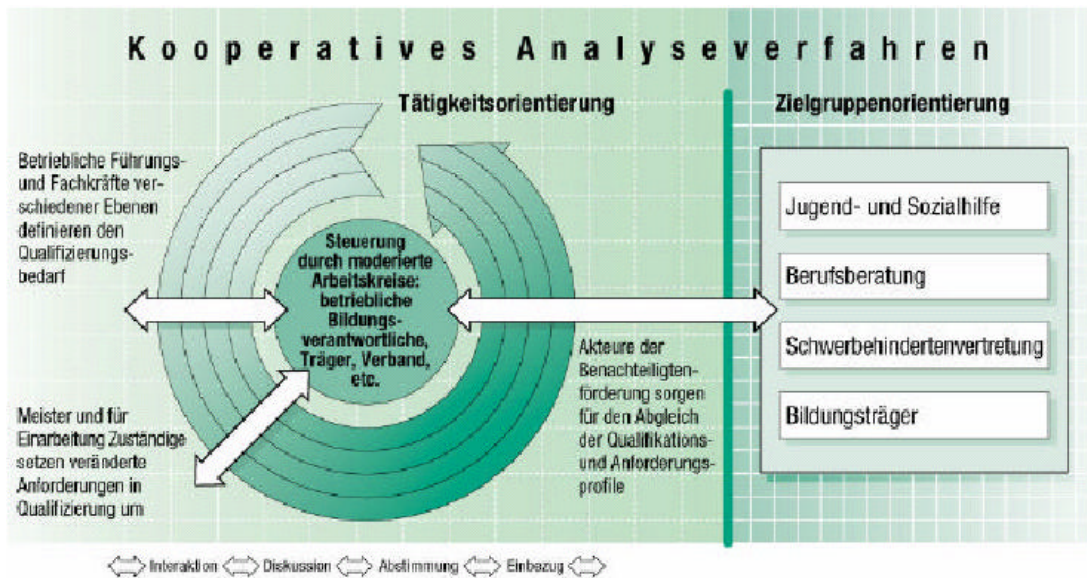 Kooperatives Analyseverfahren
Tätigkeitsorientierung
Zielgruppenorientierung
Betriebliche Führungs-
und Fachkräfte ver-
schiedener Ebenen
definieren den
Qualifizierungs-
bedarf
Steuerung
durch moderierte
Arbeitskreise:
betriebliche
Bildungs-
verantwortliche,
Träger, Verband,
etc.
Meister und für
Einarbeitung Zuständige
setzen veränderte
Anforderungen in
Qualifizierung um
Akteure der
Benachteiligten-
förderung sorgen
für den Abgleich
der Qualifikations-
und Anforderungs-
profile
Jugend- und Sozialhilfe
Berufsberatung
Schwerbehindertenvertretung
Bildungsträger
Interaktion Diskussion Abstimmung Einbezug